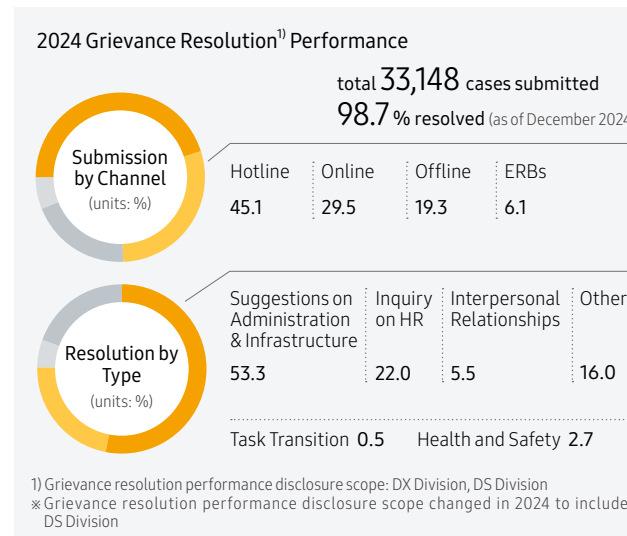 2024 Grievance Resolution1) Performance
total 33,148 cases submitted
98.7 % resolved (as of December 2024
Submission
by Channel
(units: %)
Hotline Online Offline ERBs
45.1 29.5 19.3 6.1
Resolution by
Type
(units: %)
Suggestions on
Administration
& Infrastructure
53.3
Inquiry
on HR
22.0
Interpersonal
Relationships
5.5
Other
16.0
Task Transition 0.5 Health and Safety 2.7
1) Grievance resolution performance disclosure scope: DX Division, DS Division
※ Grievance resolution performance disclosure scope changed in 2024 to include
DS Division